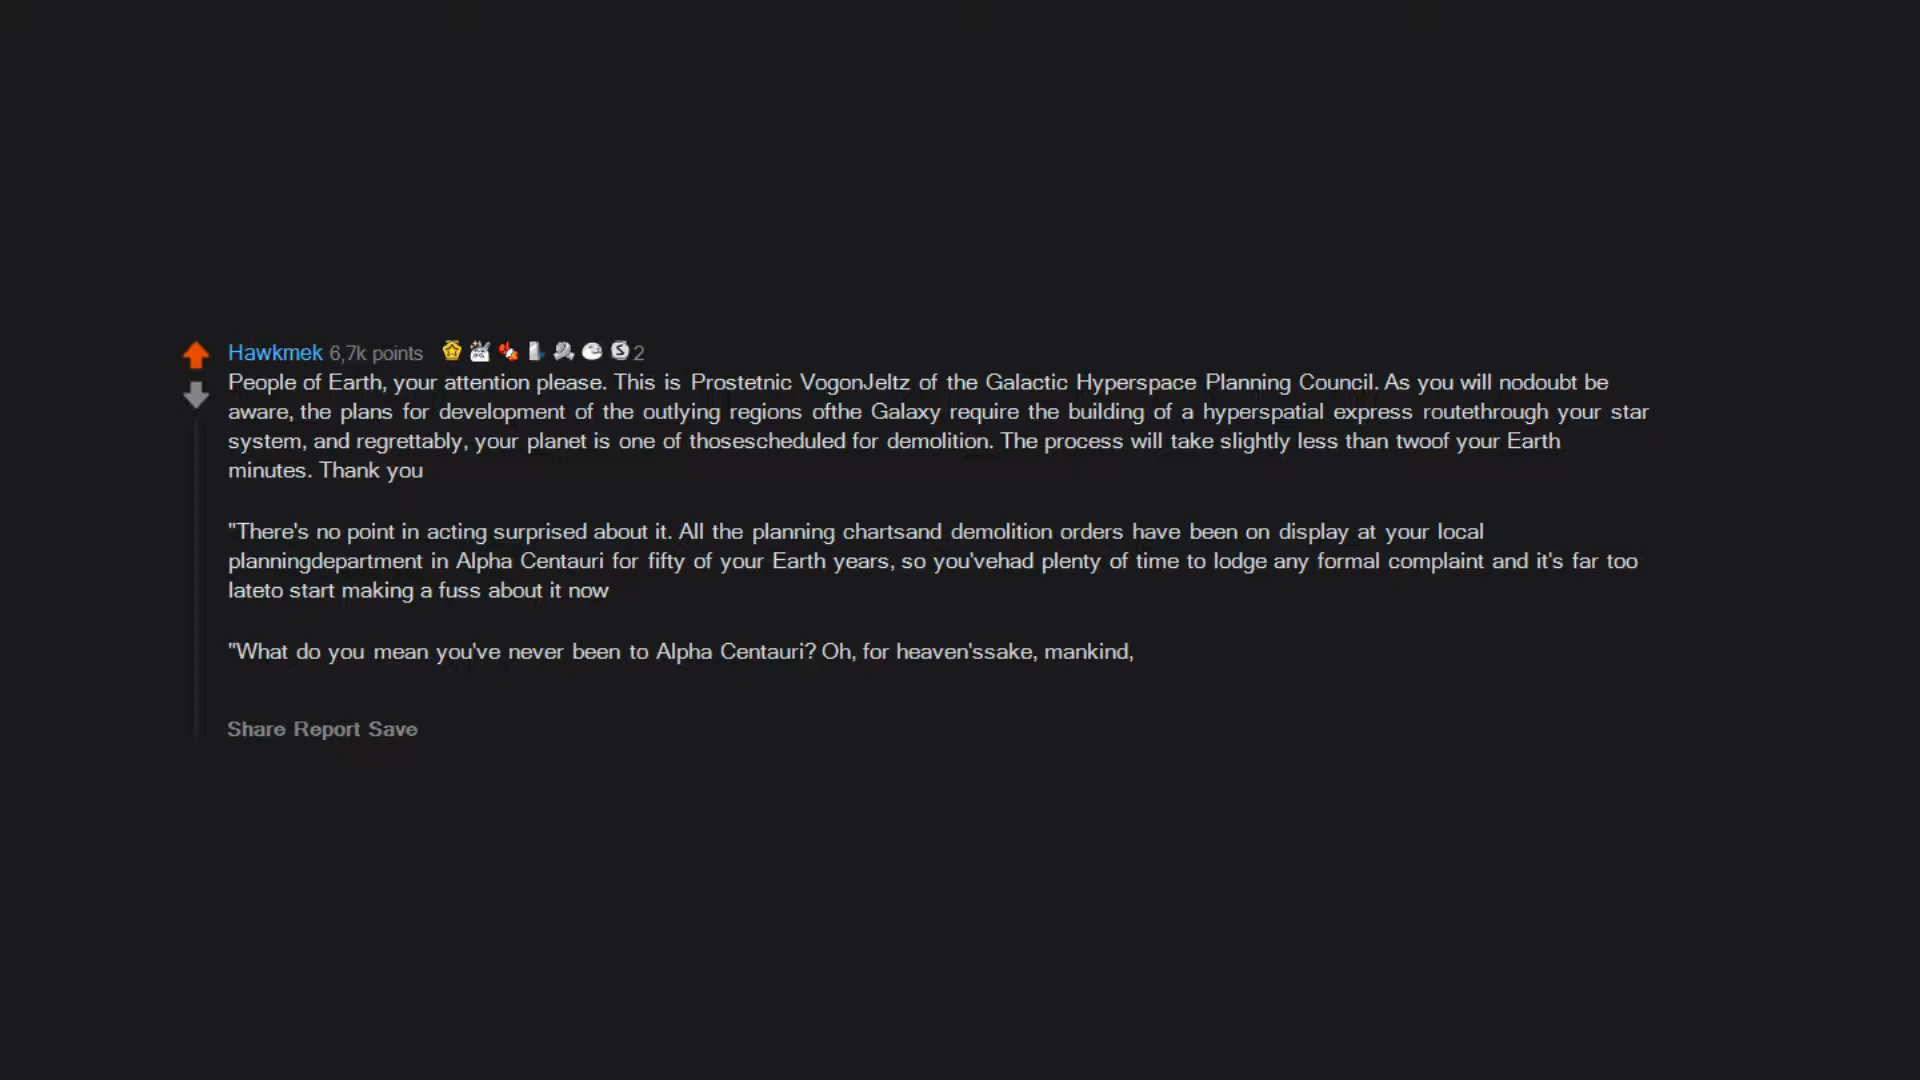 Hawkmek 6,7k points 2
People of Earth, your attention please. This is Prostetnic VogonJeltz of the Galactic Hyperspace Planning Council. As you will nodoubt be
aware, the plans for development of the outlying regions ofthe Galaxy require the building of a hyperspatial express routethrough your star
system, and regrettably, your planet is one of thosescheduled for demolition. The process will take slightly less than twoof your Earth
minutes. Thank you
"There's no point in acting surprised about it. All the planning chartsand demolition orders have been on display at your local
planningdepartment in Alpha Centauri for fifty of your Earth years, so you'vehad plenty of time to lodge any formal complaint and it's far too
lateto start making a fuss about it now
"What do you mean you've never been to Alpha Centauri? Oh, for heaven'ssake, mankind,
Share Report Save